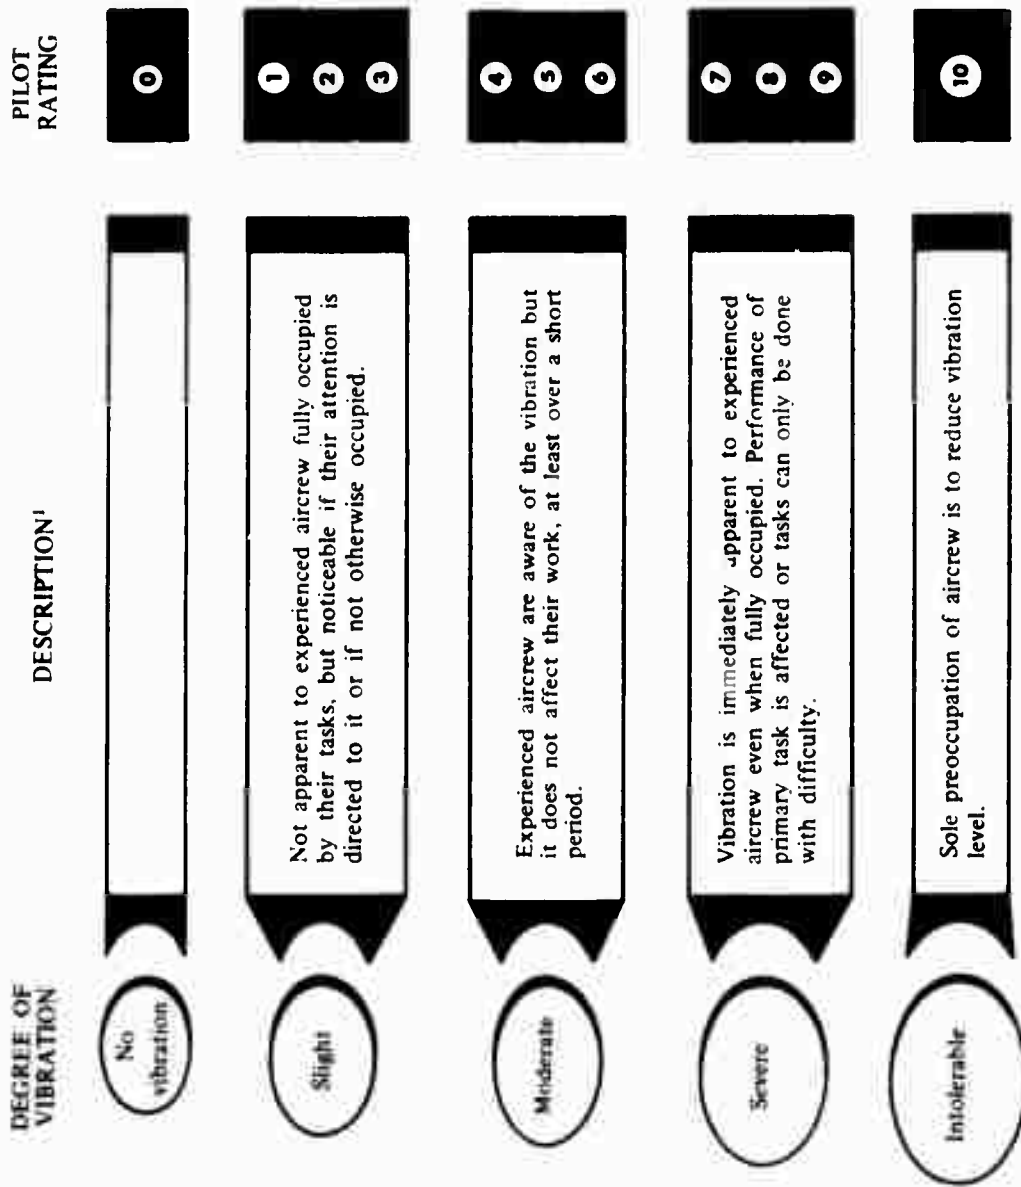 DEGREE OF
VIBRATION
DESCRIPTION¹
PILOT
RATING
No
vibration
0
Slight
Not apparent to experienced aircrew fully occupied
by their tasks, but noticeable if their attention is
directed to it or if not otherwise occupied.
1
2
3
Moderate
Experienced aircrew are aware of the vibration but
it does not affect their work, at least over a short
period.
4
5
6
Severe
Vibration is immediately apparent to experienced
aircrew even when fully occupied. Performance of
primary task is affected or tasks can only be done
with difficulty.
7
8
9
Intolerable
Sole preoccupation of aircrew is to reduce vibration
level.
10